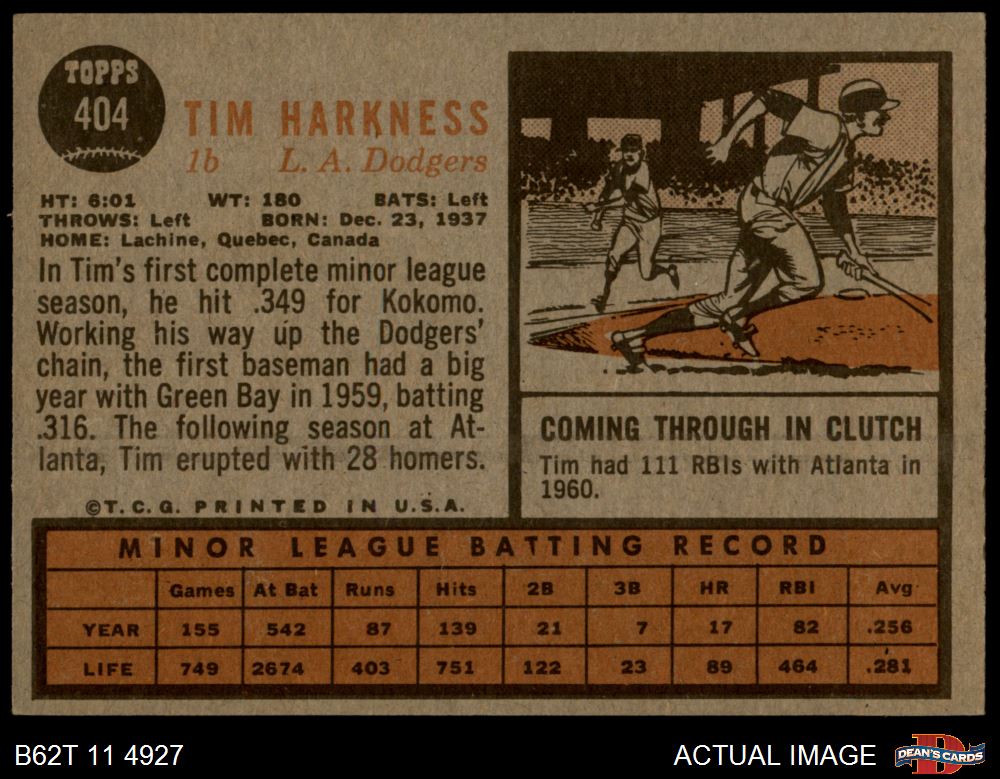 TOPPS
404
TIM HARKNESS
1b L. A. Dodgers
HT: 6:01 WT: 180 BATS: Left
THROWS: Left BORN: Dec. 23, 1937
HOME: Lachine, Quebec, Canada
In Tim's first complete minor league
season, he hit .349 for Kokomo.
Working his way up the Dodgers'
chain, the first baseman had a big
year with Green Bay in 1959, batting
.316. The following season at At-
lanta, Tim erupted with 28 homers.
©T. C. G. PRINTED IN U.S.A.
COMING THROUGH IN CLUTCH
Tim had 111 RBIs with Atlanta in
1960.
MINOR LEAGUE BATTING RECORD
Games At Bat Runs Hits 2B 3B HR RBI Avg
YEAR 155 542 87 139 21 7 17 82 .256
LIFE 749 2674 403 751 122 23 89 464 .281
B62T 11 4927 ACTUAL IMAGE DEAN'S CARDS